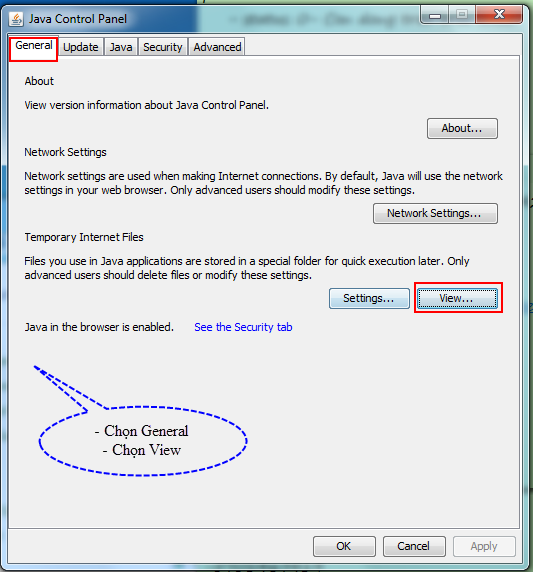 Java Control Panel
General Update Java Security Advanced
About
View version information about Java Control Panel.
About...
Network Settings
Network settings are used when making Internet connections. By default, Java will use the network
settings in your web browser. Only advanced users should modify these settings.
Network Settings...
Temporary Internet Files
Files you use in Java applications are stored in a special folder for quick execution later. Only
advanced users should delete files or modify these settings.
Settings... View...
Java in the browser is enabled. See the Security tab
- Chọn General
- Chọn View
OK Cancel Apply